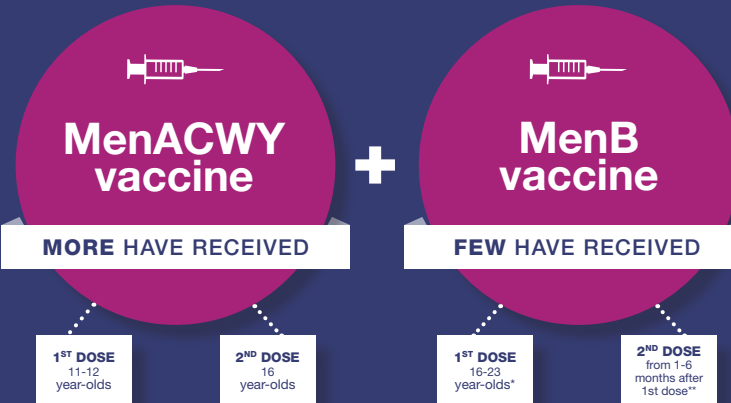 MenACWY
vaccine
MORE HAVE RECEIVED
1ST DOSE
11-12
year-olds
2ND DOSE
16
year-olds
+
MenB
vaccine
FEW HAVE RECEIVED
1ST DOSE
16-23
year-olds*
2ND DOSE
from 1-6
months after
1st dose**